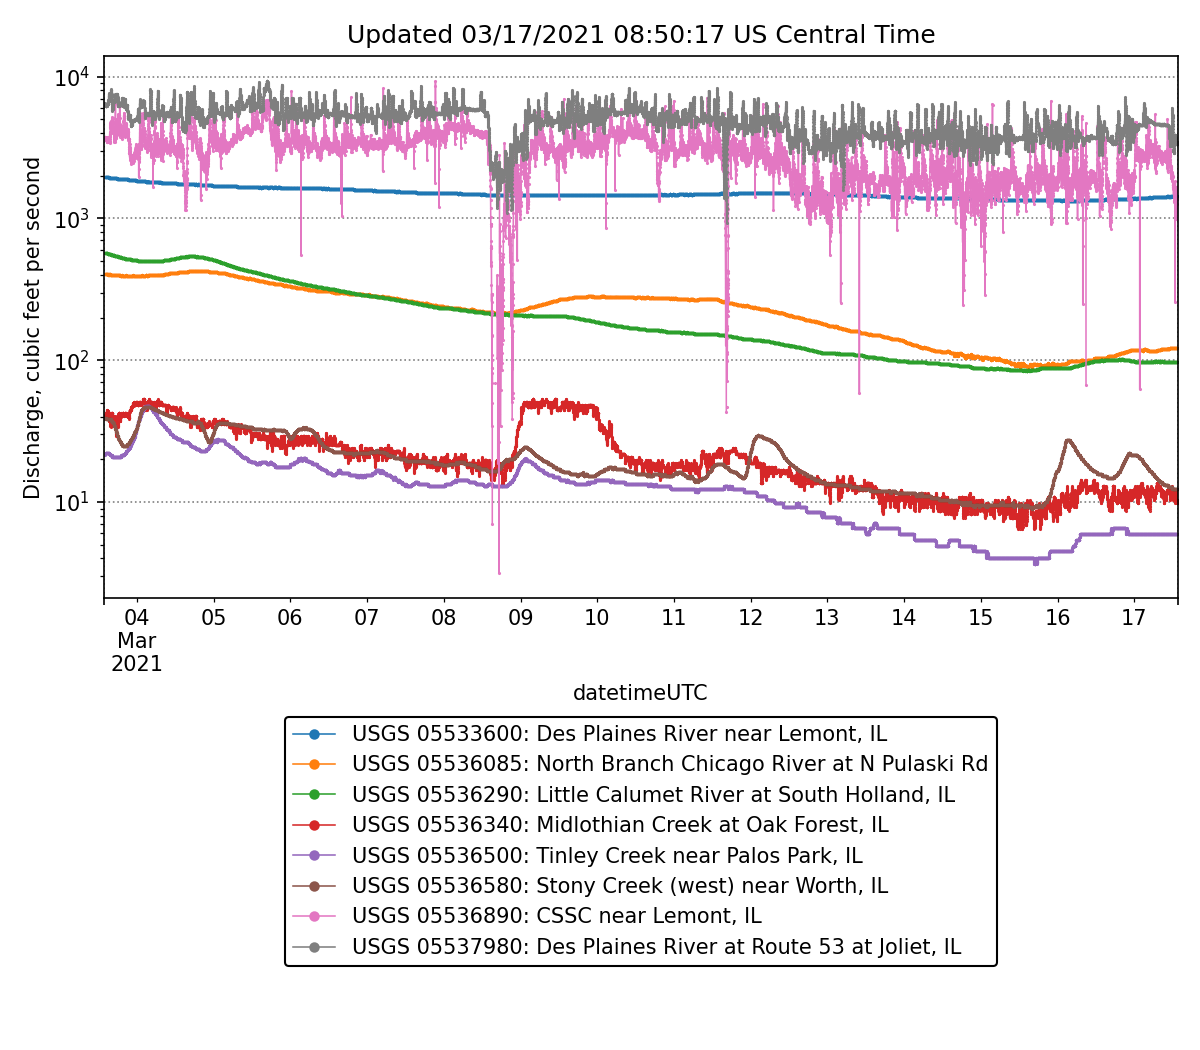 Updated 03/17/2021 08:50:17 US Central Time
Discharge, cubic feet per second
10⁴
10³
10²
10¹
04 05 06 07 08 09 10 11 12 13 14 15 16 17
Mar
2021
datetimeUTC
USGS 05533600: Des Plaines River near Lemont, IL
USGS 05536085: North Branch Chicago River at N Pulaski Rd
USGS 05536290: Little Calumet River at South Holland, IL
USGS 05536340: Midlothian Creek at Oak Forest, IL
USGS 05536500: Tinley Creek near Palos Park, IL
USGS 05536580: Stony Creek (west) near Worth, IL
USGS 05536890: CSSC near Lemont, IL
USGS 05537980: Des Plaines River at Route 53 at Joliet, IL